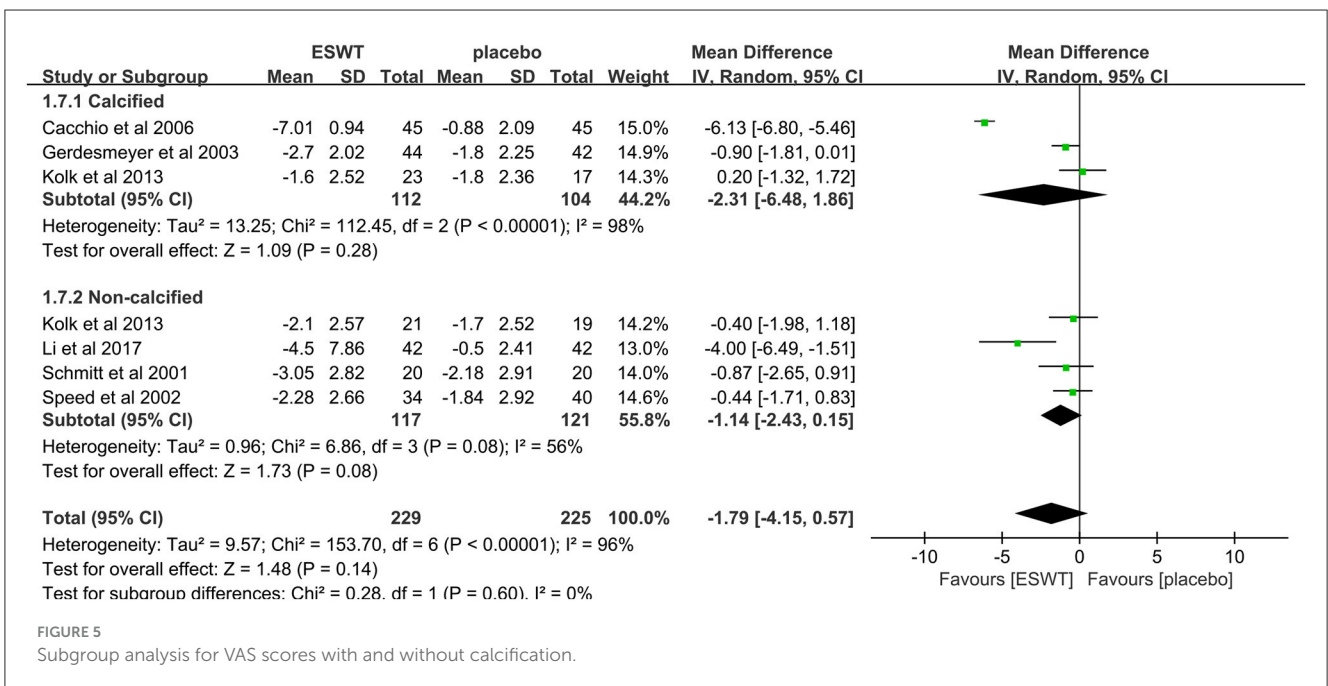 ESWT placebo Mean Difference Mean Difference
Study or Subgroup Mean SD Total Mean SD Total Weight IV, Random, 95% CI IV, Random, 95% CI
1.7.1 Calcified
Cacchio et al 2006 -7.01 0.94 45 -0.88 2.09 45 15.0% -6.13 [-6.80, -5.46]
Gerdesmeyer et al 2003 -2.7 2.02 44 -1.8 2.25 42 14.9% -0.90 [-1.81, 0.01]
Kolk et al 2013 -1.6 2.52 23 -1.8 2.36 17 14.3% 0.20 [-1.32, 1.72]
Subtotal (95% CI) 112 104 44.2% -2.31 [-6.48, 1.86]
Heterogeneity: Tau² = 13.25; Chi² = 112.45, df = 2 (P < 0.00001); I² = 98%
Test for overall effect: Z = 1.09 (P = 0.28)
1.7.2 Non-calcified
Kolk et al 2013 -2.1 2.57 21 -1.7 2.52 19 14.2% -0.40 [-1.98, 1.18]
Li et al 2017 -4.5 7.86 42 -0.5 2.41 42 13.0% -4.00 [-6.49, -1.51]
Schmitt et al 2001 -3.05 2.82 20 -2.18 2.91 20 14.0% -0.87 [-2.65, 0.91]
Speed et al 2002 -2.28 2.66 34 -1.84 2.92 40 14.6% -0.44 [-1.71, 0.83]
Subtotal (95% CI) 117 121 55.8% -1.14 [-2.43, 0.15]
Heterogeneity: Tau² = 0.96; Chi² = 6.86, df = 3 (P = 0.08); I² = 56%
Test for overall effect: Z = 1.73 (P = 0.08)
Total (95% CI) 229 225 100.0% -1.79 [-4.15, 0.57]
Heterogeneity: Tau² = 9.57; Chi² = 153.70, df = 6 (P < 0.00001); I² = 96%
Test for overall effect: Z = 1.48 (P = 0.14)
Test for subgroup differences: Chi² = 0.28, df = 1 (P = 0.60), I² = 0%
-10 -5 0 5 10
Favours [ESWT] Favours [placebo]
FIGURE 5
Subgroup analysis for VAS scores with and without calcification.